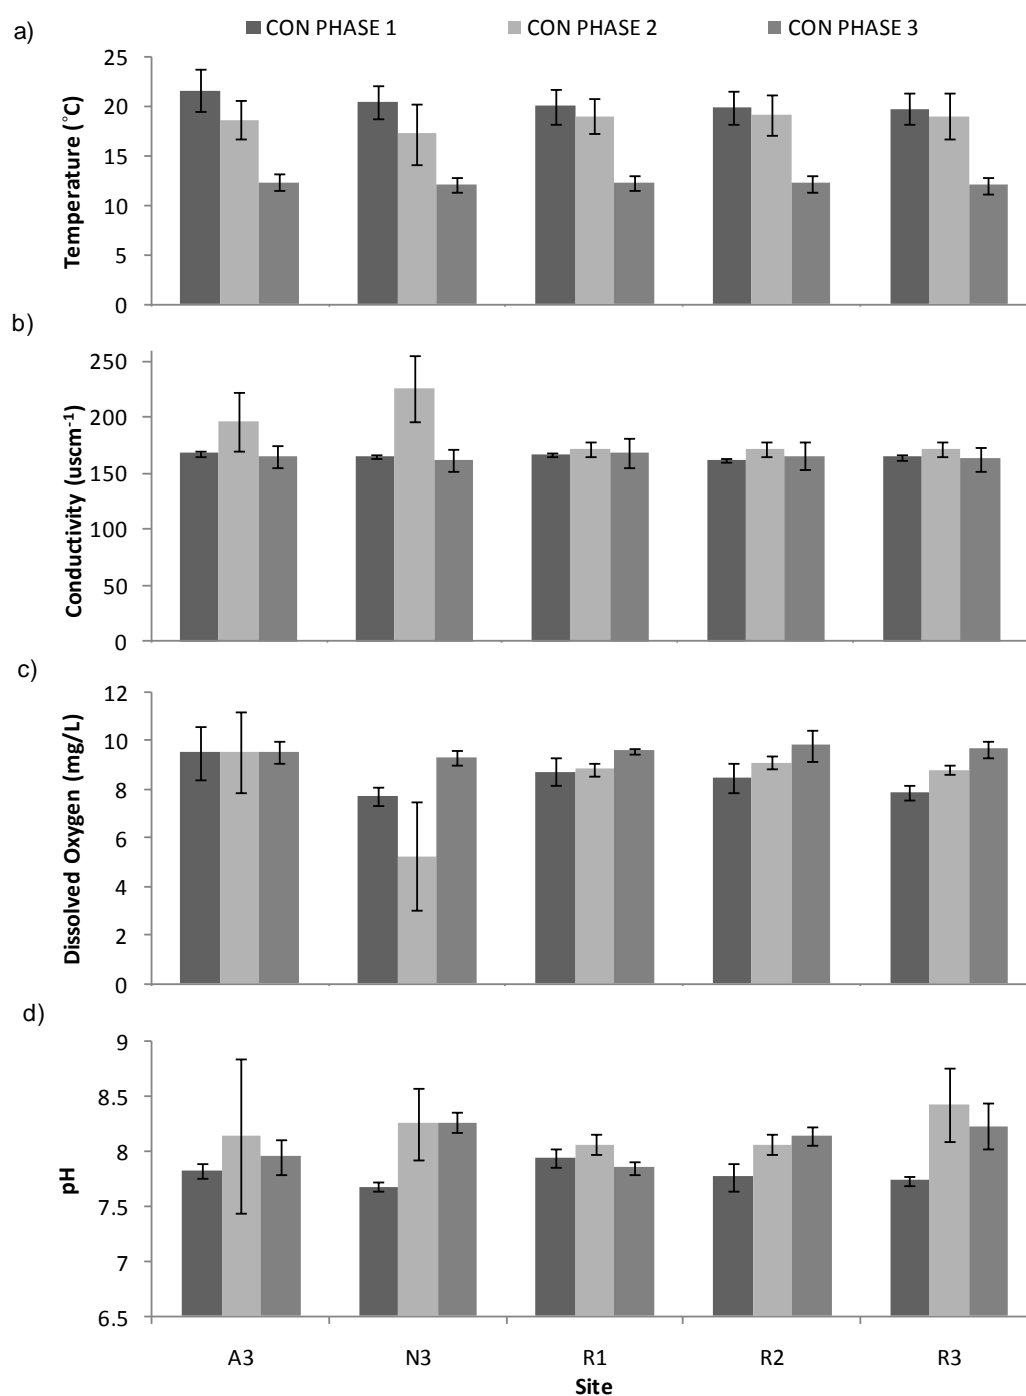 a)
CON PHASE 1 CON PHASE 2 CON PHASE 3
Temperature (˚C)
25
20
15
10
5
0
b)
Conductivity (uscm⁻¹)
250
200
150
100
50
0
c)
Dissolved Oxygen (mg/L)
12
10
8
6
4
2
0
d)
pH
9
8.5
8
7.5
7
6.5
A3 N3 R1 R2 R3
Site